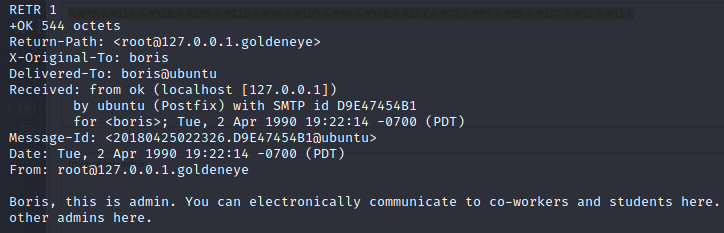 RETR 1
+OK 544 octets
Return-Path: <root@127.0.0.1.goldeneye>
X-Original-To: boris
Delivered-To: boris@ubuntu
Received: from ok (localhost [127.0.0.1])
        by ubuntu (Postfix) with SMTP id D9E47454B1
        for <boris>; Tue, 2 Apr 1990 19:22:14 -0700 (PDT)
Message-Id: <20180425022326.D9E47454B1@ubuntu>
Date: Tue, 2 Apr 1990 19:22:14 -0700 (PDT)
From: root@127.0.0.1.goldeneye

Boris, this is admin. You can electronically communicate to co-workers and students here.
other admins here.